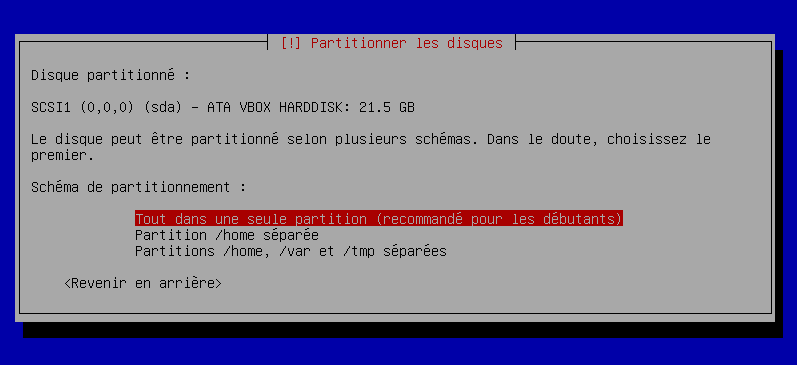 [!] Partitionner les disques
Disque partitionné :
SCSI1 (0,0,0) (sda) – ATA VBOX HARDDISK: 21.5 GB
Le disque peut être partitionné selon plusieurs schémas. Dans le doute, choisissez le
premier.
Schéma de partitionnement :
Tout dans une seule partition (recommandé pour les débutants)
Partition /home séparée
Partitions /home, /var et /tmp séparées
<Revenir en arrière>